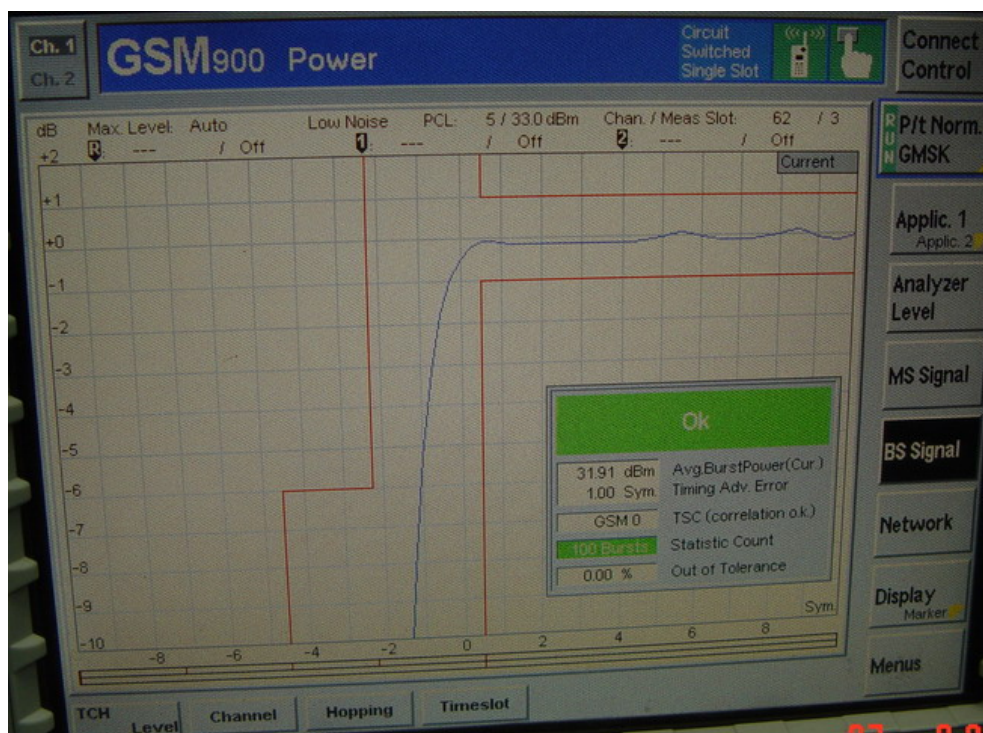 Ch. 1
Ch. 2
GSM900 Power
Circuit
Switched
Single Slot
Connect
Control
dB Max. Level: Auto Low Noise PCL: 5 / 33.0 dBm Chan. / Meas Slot: 62 / 3
R: --- / Off 1: --- / Off 2: --- / Off
Current
+2
+1
+0
-1
-2
-3
-4
-5
-6
-7
-8
-9
-10
Ok
31.91 dBm Avg.BurstPower(Cur.)
1.00 Sym. Timing Adv. Error
GSM 0 TSC (correlation o.k.)
100 Bursts Statistic Count
0.00 % Out of Tolerance
Sym.
-8 -6 -4 -2 0 2 4 6 8
RUN
P/t Norm.
GMSK
Applic. 1
Applic. 2
Analyzer
Level
MS Signal
BS Signal
Network
Display
Marker
Menus
TCH
Level
Channel
Hopping
Timeslot